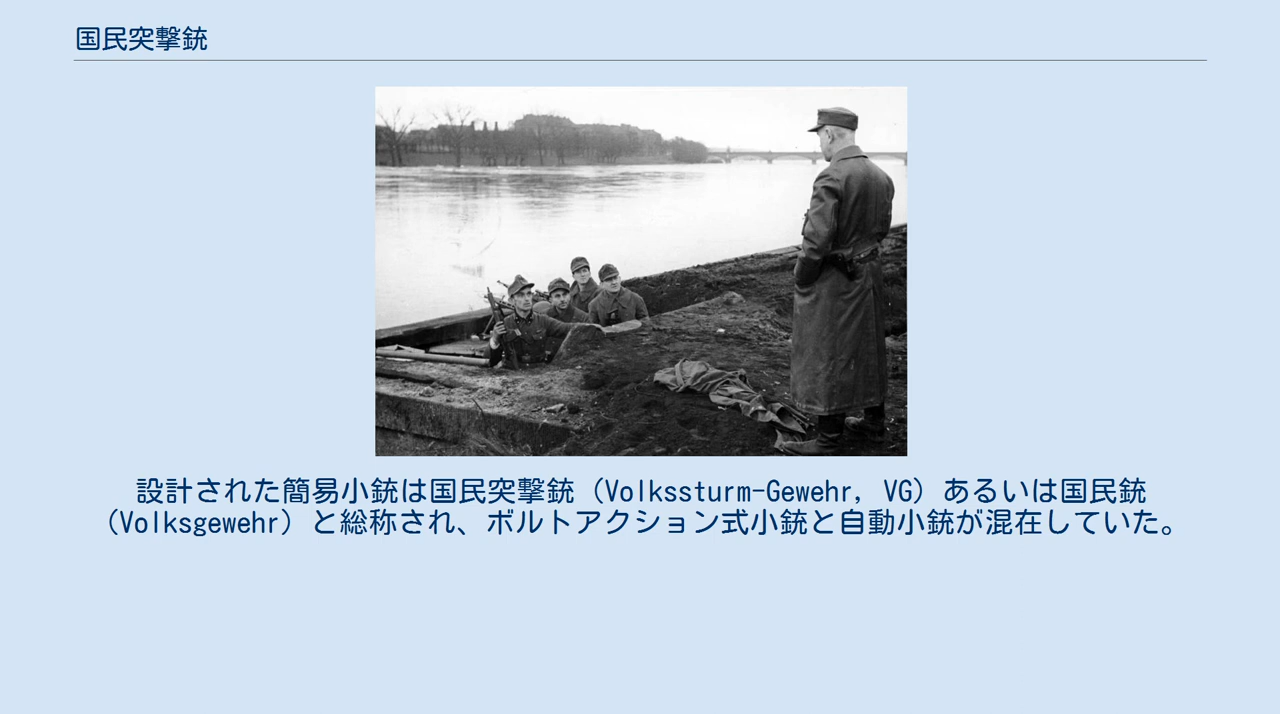 国民突撃銃
設計された簡易小銃は国民突撃銃（Volkssturm-Gewehr, VG）あるいは国民銃
（Volksgewehr）と総称され、ボルトアクション式小銃と自動小銃が混在していた。